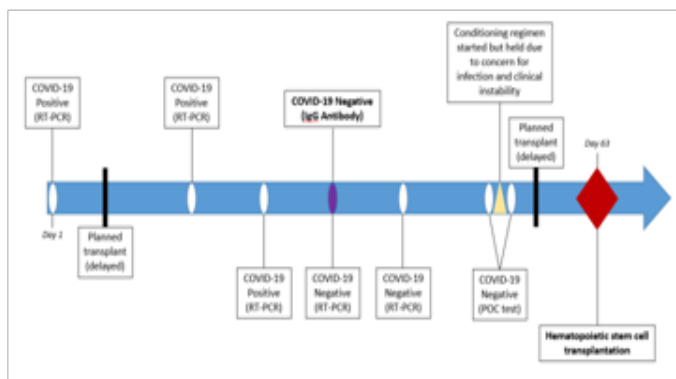 Conditioning regimen
started but held due
to concern for
infection and clinical
instability
COVID-19
Positive
(RT-PCR)
COVID-19
Positive
(RT-PCR)
COVID-19 Negative
(IgG Antibody)
Planned
transplant
(delayed)
Day 63
Day 1
Planned
transplant
(delayed)
COVID-19
Positive
(RT-PCR)
COVID-19
Negative
(RT-PCR)
COVID-19
Negative
(RT-PCR)
COVID-19
Negative
(POC test)
Hematopoietic stem cell
transplantation